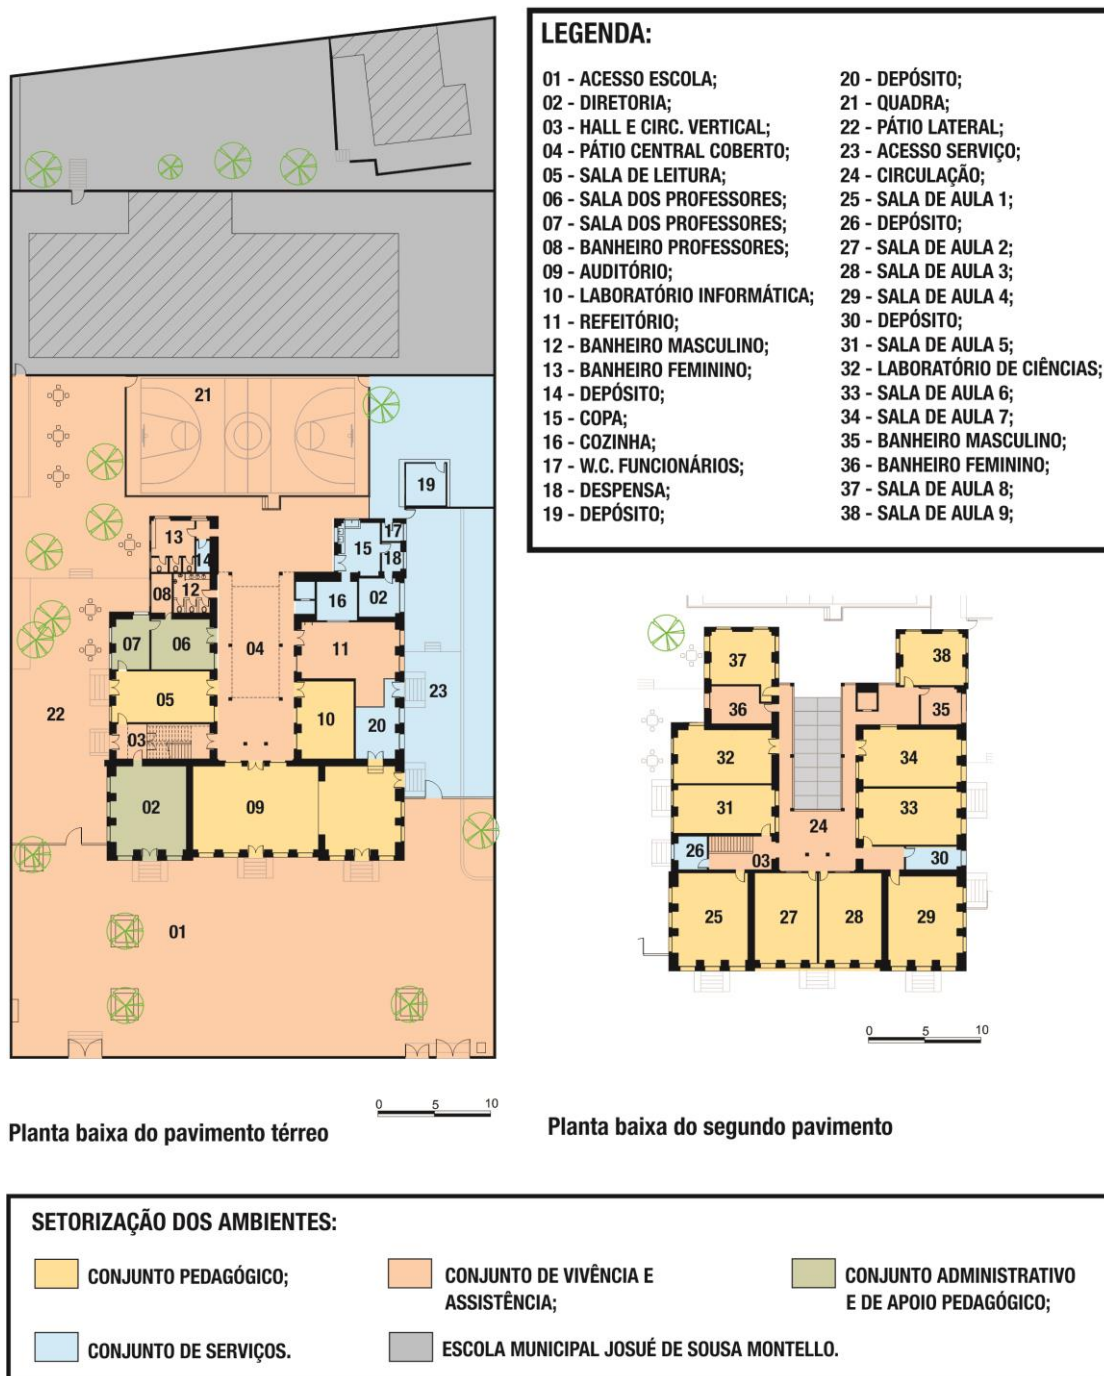 LEGENDA:
01 - ACESSO ESCOLA;
02 - DIRETORIA;
03 - HALL E CIRC. VERTICAL;
04 - PÁTIO CENTRAL COBERTO;
05 - SALA DE LEITURA;
06 - SALA DOS PROFESSORES;
07 - SALA DOS PROFESSORES;
08 - BANHEIRO PROFESSORES;
09 - AUDITÓRIO;
10 - LABORATÓRIO INFORMÁTICA;
11 - REFEITÓRIO;
12 - BANHEIRO MASCULINO;
13 - BANHEIRO FEMININO;
14 - DEPÓSITO;
15 - COPA;
16 - COZINHA;
17 - W.C. FUNCIONÁRIOS;
18 - DESPENSA;
19 - DEPÓSITO;
20 - DEPÓSITO;
21 - QUADRA;
22 - PÁTIO LATERAL;
23 - ACESSO SERVIÇO;
24 - CIRCULAÇÃO;
25 - SALA DE AULA 1;
26 - DEPÓSITO;
27 - SALA DE AULA 2;
28 - SALA DE AULA 3;
29 - SALA DE AULA 4;
30 - DEPÓSITO;
31 - SALA DE AULA 5;
32 - LABORATÓRIO DE CIÊNCIAS;
33 - SALA DE AULA 6;
34 - SALA DE AULA 7;
35 - BANHEIRO MASCULINO;
36 - BANHEIRO FEMININO;
37 - SALA DE AULA 8;
38 - SALA DE AULA 9;
21
19
13
14
15
17
18
08
12
16
02
07
06
04
11
05
10
20
23
22
03
02
09
01
0 5 10
Planta baixa do pavimento térreo
37
38
36
35
32
34
31
33
24
26
03
30
25
27
28
29
0 5 10
Planta baixa do segundo pavimento
SETORIZAÇÃO DOS AMBIENTES:
CONJUNTO PEDAGÓGICO;
CONJUNTO DE VIVÊNCIA E
ASSISTÊNCIA;
CONJUNTO ADMINISTRATIVO
E DE APOIO PEDAGÓGICO;
CONJUNTO DE SERVIÇOS.
ESCOLA MUNICIPAL JOSUÉ DE SOUSA MONTELLO.